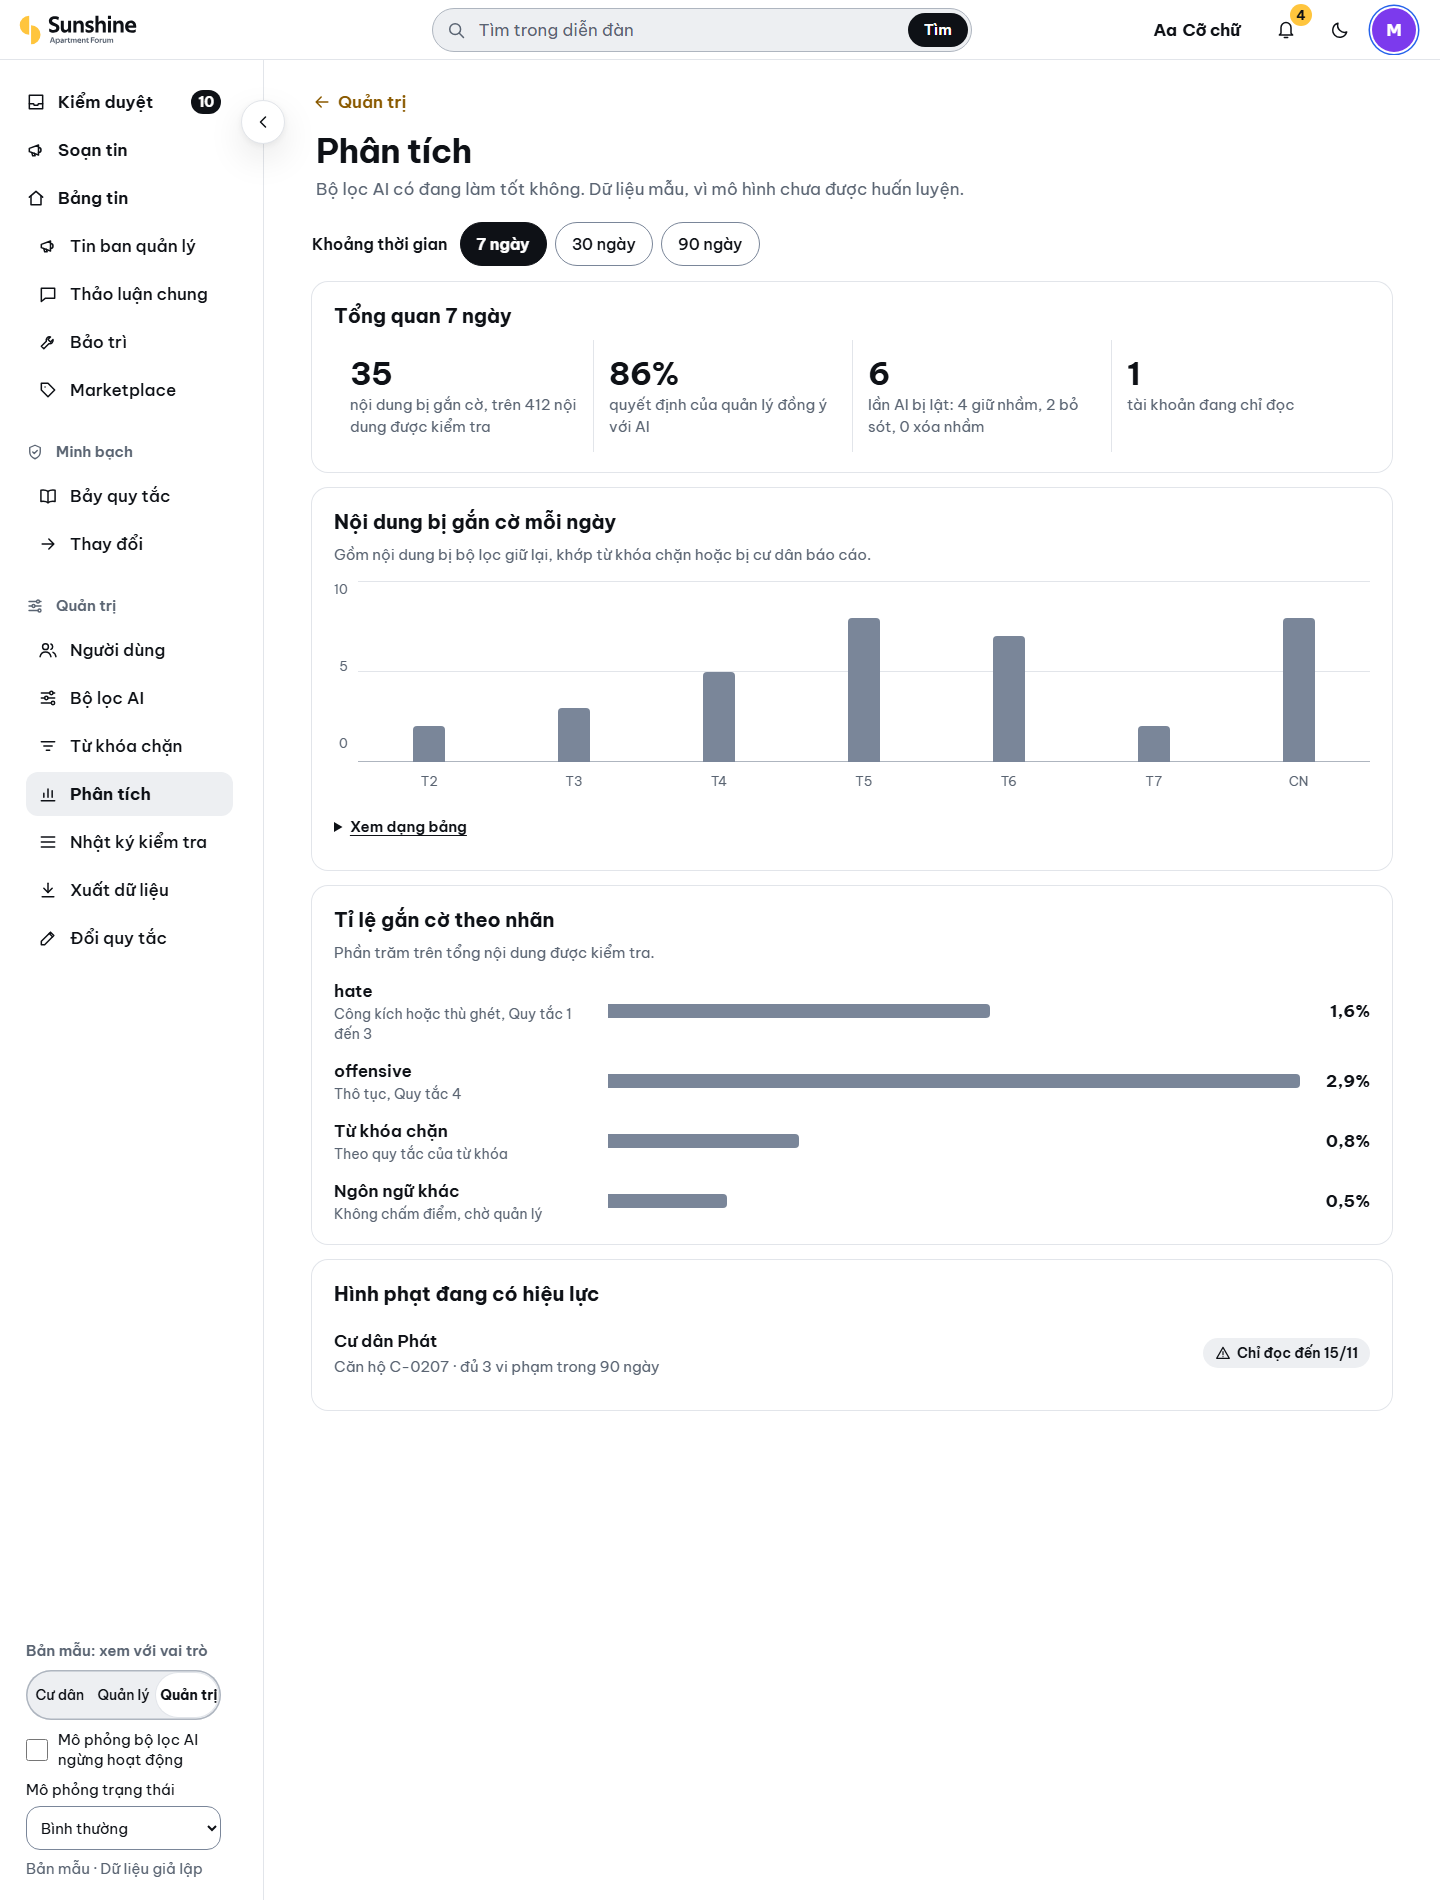 Sunshine
Apartment Forum
Tìm trong diễn đàn
Tìm
Aa Cỡ chữ
4
M
Kiểm duyệt
10
Soạn tin
Bảng tin
Tin ban quản lý
Thảo luận chung
Bảo trì
Marketplace
Minh bạch
Bảy quy tắc
Thay đổi
Quản trị
Người dùng
Bộ lọc AI
Từ khóa chặn
Phân tích
Nhật ký kiểm tra
Xuất dữ liệu
Đổi quy tắc
Bản mẫu: xem với vai trò
Cư dân
Quản lý
Quản trị
Mô phỏng bộ lọc AI
ngừng hoạt động
Mô phỏng trạng thái
Bình thường
Bản mẫu · Dữ liệu giả lập
← Quản trị
Phân tích
Bộ lọc AI có đang làm tốt không. Dữ liệu mẫu, vì mô hình chưa được huấn luyện.
Khoảng thời gian
7 ngày
30 ngày
90 ngày
Tổng quan 7 ngày
35
nội dung bị gắn cờ, trên 412 nội
dung được kiểm tra
86%
quyết định của quản lý đồng ý
với AI
6
lần AI bị lật: 4 giữ nhầm, 2 bỏ
sót, 0 xóa nhầm
1
tài khoản đang chỉ đọc
Nội dung bị gắn cờ mỗi ngày
Gồm nội dung bị bộ lọc giữ lại, khớp từ khóa chặn hoặc bị cư dân báo cáo.
10
5
0
T2
T3
T4
T5
T6
T7
CN
Xem dạng bảng
Tỉ lệ gắn cờ theo nhãn
Phần trăm trên tổng nội dung được kiểm tra.
hate
Công kích hoặc thù ghét, Quy tắc 1
đến 3
1,6%
offensive
Thô tục, Quy tắc 4
2,9%
Từ khóa chặn
Theo quy tắc của từ khóa
0,8%
Ngôn ngữ khác
Không chấm điểm, chờ quản lý
0,5%
Hình phạt đang có hiệu lực
Cư dân Phát
Căn hộ C-0207 · đủ 3 vi phạm trong 90 ngày
Chỉ đọc đến 15/11